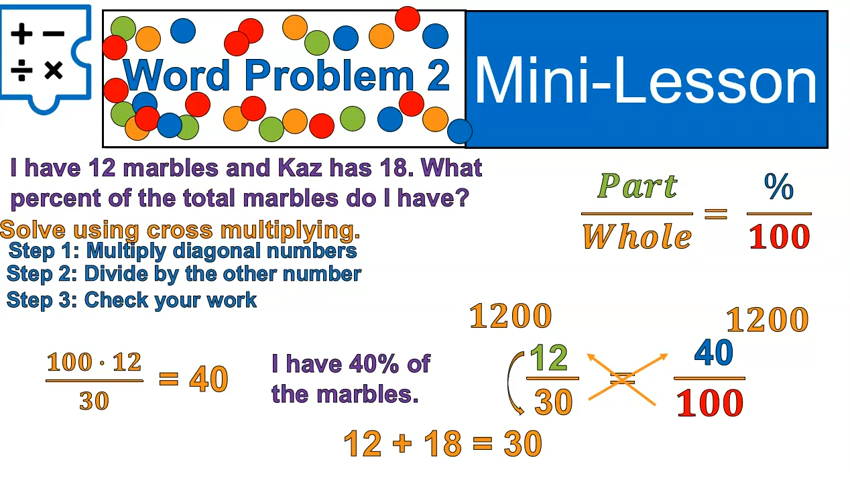 + −
÷ ×
Word Problem 2
Mini-Lesson
I have 12 marbles and Kaz has 18. What
percent of the total marbles do I have?
Solve using cross multiplying.
Step 1: Multiply diagonal numbers
Step 2: Divide by the other number
Step 3: Check your work
Part
Whole
=
%
100
100 · 12
30
= 40
I have 40% of
the marbles.
1200
1200
12
30
=
40
100
12 + 18 = 30